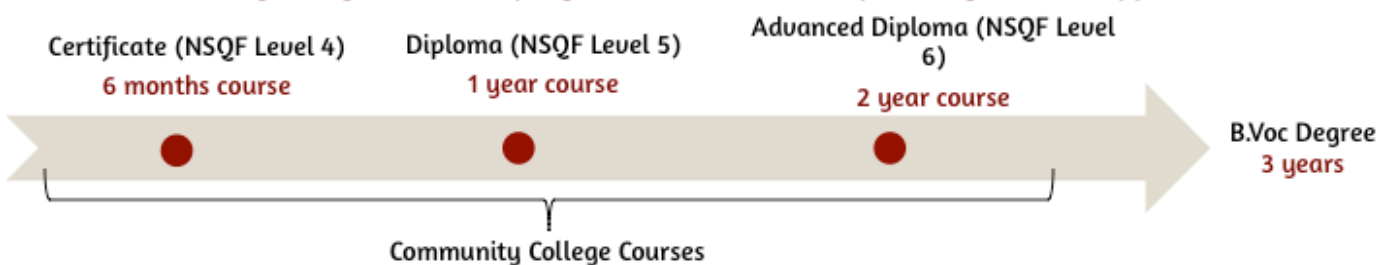 Certificate (NSQF Level 4)
6 months course
Diploma (NSQF Level 5)
1 year course
Advanced Diploma (NSQF Level
6)
2 year course
B.Voc Degree
3 years
Community College Courses